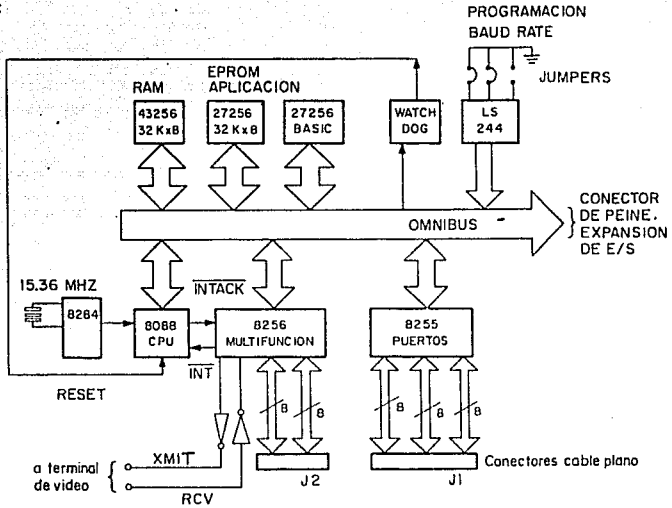 PROGRAMACION
BAUD RATE
JUMPERS
RAM
EPROM
APLICACION
43256
32 KxB
27256
32 KxB
27256
BASIC
WATCH
DOG
LS
244
OMNIBUS
CONECTOR
DE PEINE.
EXPANSION
DE E/S
15.36 MHZ
8284
8088
CPU
INTACK
INT
8256
MULTIFUNCION
8255
PUERTOS
RESET
8
8
8
8
8
XMIT
RCV
a terminal
de video
J2
J1
Conectores cable plano